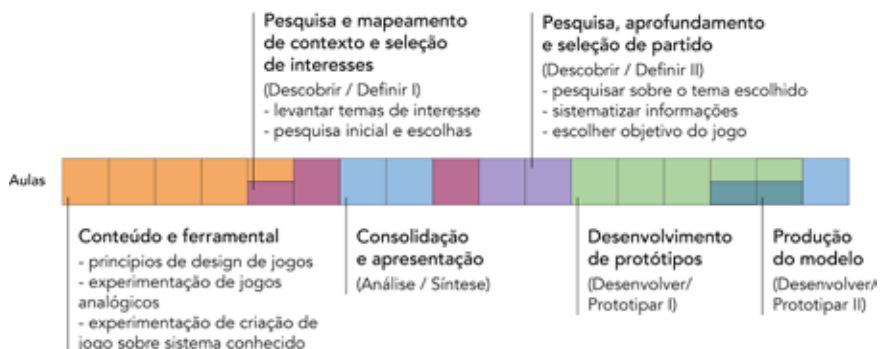 Pesquisa e mapeamento
de contexto e seleção
de interesses
(Descobrir / Definir I)
- levantar temas de interesse
- pesquisa inicial e escolhas
Pesquisa, aprofundamento
e seleção de partido
(Descobrir / Definir II)
- pesquisar sobre o tema escolhido
- sistematizar informações
- escolher objetivo do jogo
Aulas
Conteúdo e ferramental
- princípios de design de jogos
- experimentação de jogos
analógicos
- experimentação de criação de
jogo sobre sistema conhecido
Consolidação
e apresentação
(Análise / Síntese)
Desenvolvimento
de protótipos
(Desenvolver/
Prototipar I)
Produção
do modelo
(Desenvolver/
Prototipar II)